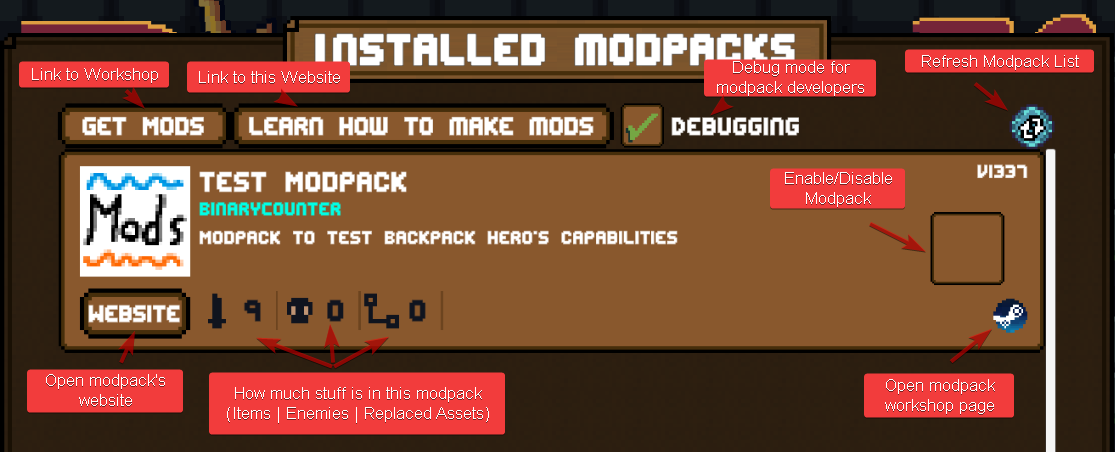 INSTALLED MODPACKS
Link to Workshop
Link to this Website
Debug mode for
modpack developers
Refresh Modpack List
GET MODS
LEARN HOW TO MAKE MODS
DEBUGGING
Mods
TEST MODPACK
BINARYCOUNTER
MODPACK TO TEST BACKPACK HERO'S CAPABILITIES
V1337
Enable/Disable
Modpack
WEBSITE
9
0
0
Open modpack's
website
How much stuff is in this modpack
(Items | Enemies | Replaced Assets)
Open modpack
workshop page